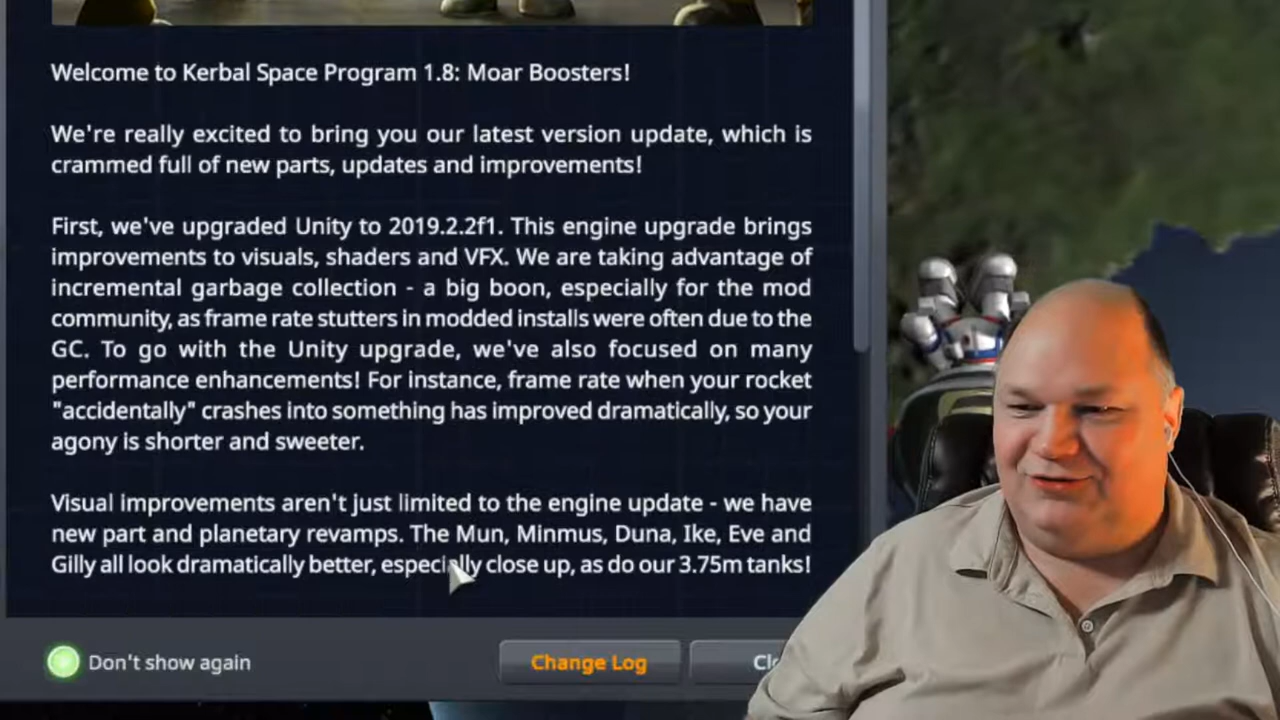 Welcome to Kerbal Space Program 1.8: Moar Boosters!
We're really excited to bring you our latest version update, which is
crammed full of new parts, updates and improvements!
First, we've upgraded Unity to 2019.2.2f1. This engine upgrade brings
improvements to visuals, shaders and VFX. We are taking advantage of
incremental garbage collection - a big boon, especially for the mod
community, as frame rate stutters in modded installs were often due to the
GC. To go with the Unity upgrade, we've also focused on many
performance enhancements! For instance, frame rate when your rocket
"accidentally" crashes into something has improved dramatically, so your
agony is shorter and sweeter.
Visual improvements aren't just limited to the engine update - we have
new part and planetary revamps. The Mun, Minmus, Duna, Ike, Eve and
Gilly all look dramatically better, especially close up, as do our 3.75m tanks!
Don't show again
Change Log